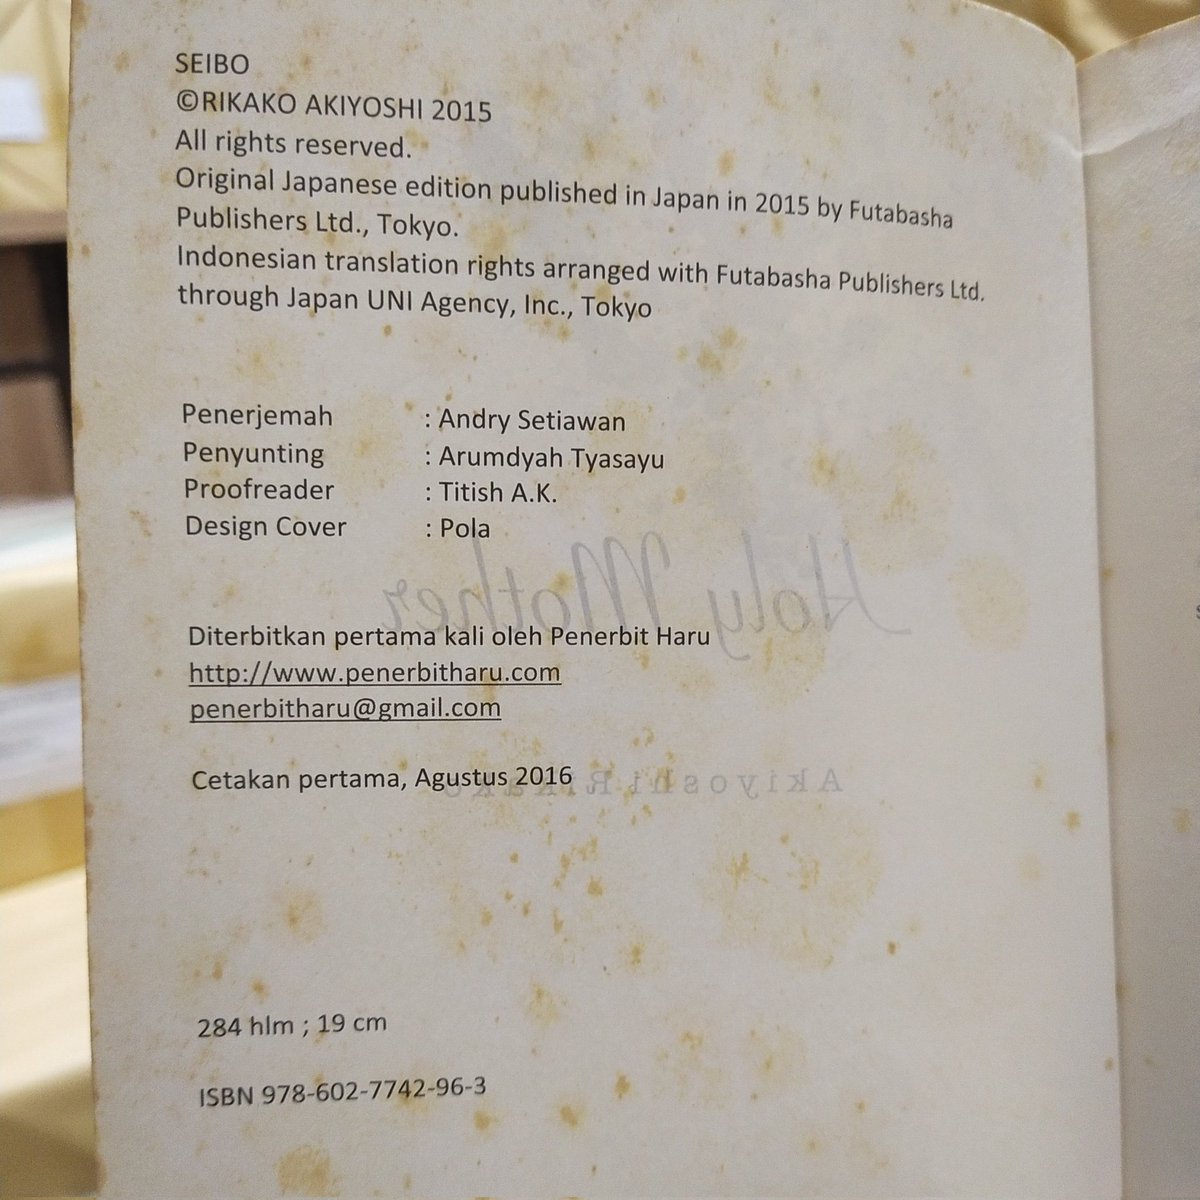 SEIBO
©RIKAKO AKIYOSHI 2015
All rights reserved.
Original Japanese edition published in Japan in 2015 by Futabasha
Publishers Ltd., Tokyo.
Indonesian translation rights arranged with Futabasha Publishers Ltd.
through Japan UNI Agency, Inc., Tokyo
Penerjemah : Andry Setiawan
Penyunting : Arumdyah Tyasayu
Proofreader : Titish A.K.
Design Cover : Pola
Holy Mother
Diterbitkan pertama kali oleh Penerbit Haru
http://www.penerbitharu.com
penerbitharu@gmail.com
Cetakan pertama, Agustus 2016
Akiyoshi Rikako
284 hlm ; 19 cm
ISBN 978-602-7742-96-3